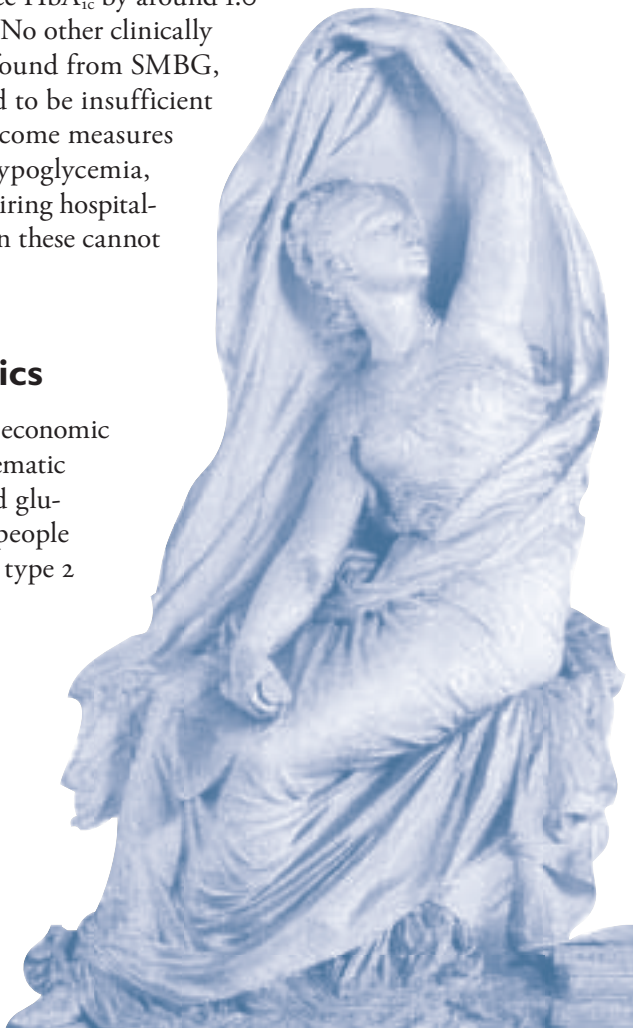 ce HbA1c by around 1.0
No other clinically
found from SMBG,
d to be insufficient
come measures
ypoglycemia,
iring hospital-
n these cannot
ics
economic
ematic
d glu-
people
type 2